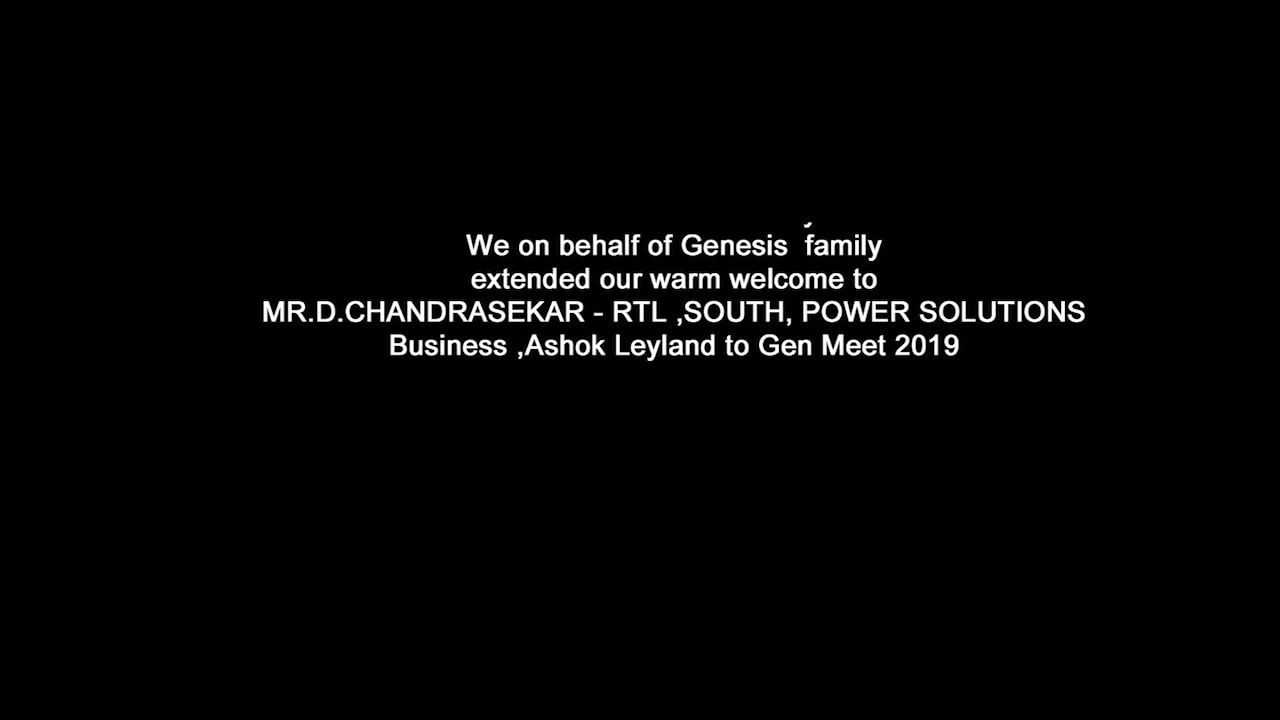 We on behalf of Genesis  family
extended our warm welcome to
MR.D.CHANDRASEKAR - RTL ,SOUTH, POWER SOLUTIONS
Business ,Ashok Leyland to Gen Meet 2019